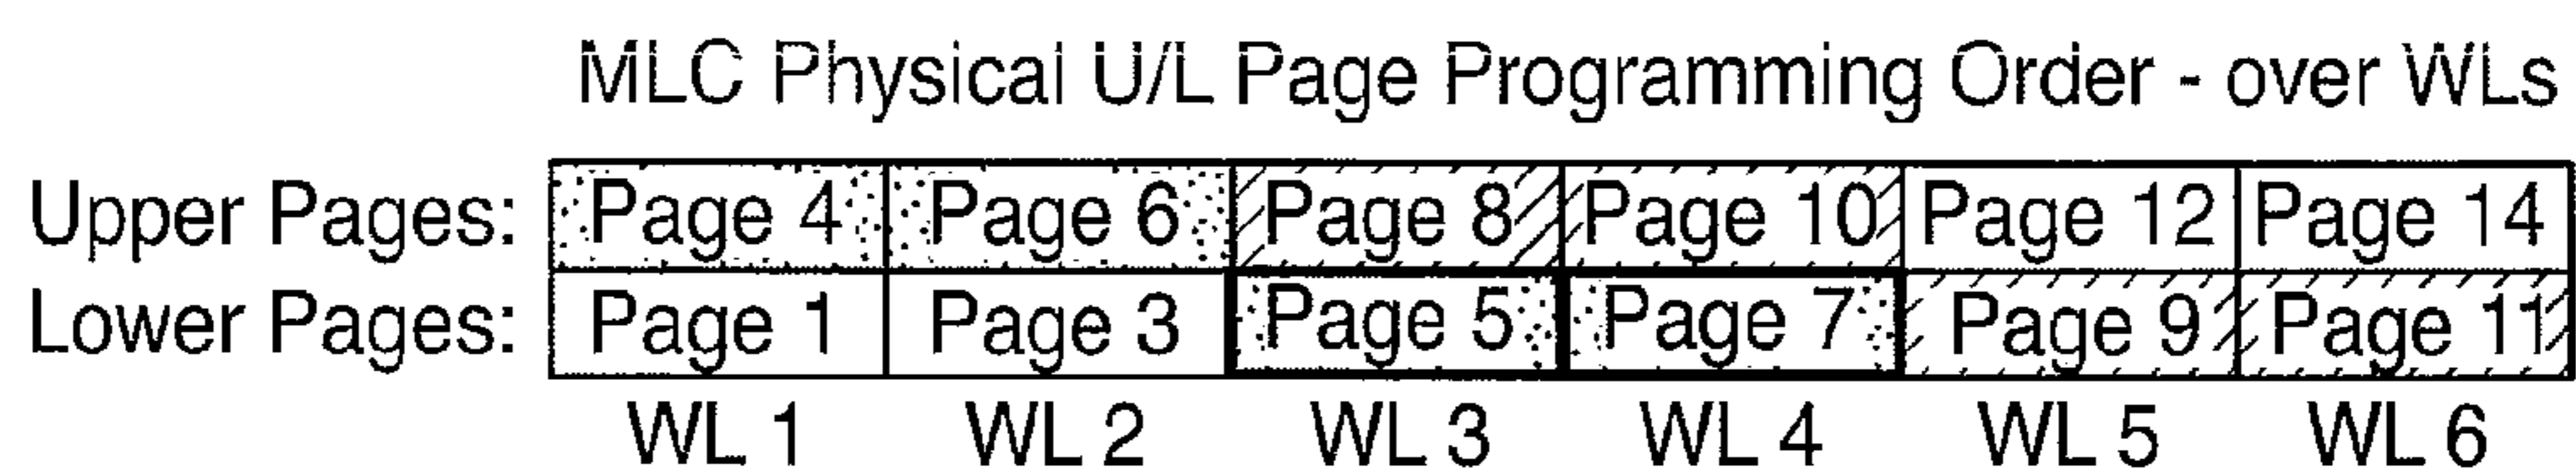 MLC Physical U/L Page Programming Order - over WLs
Upper Pages: Page 4 Page 6 Page 8 Page 10 Page 12 Page 14
Lower Pages: Page 1 Page 3 Page 5 Page 7 Page 9 Page 11
WL 1 WL 2 WL 3 WL 4 WL 5 WL 6